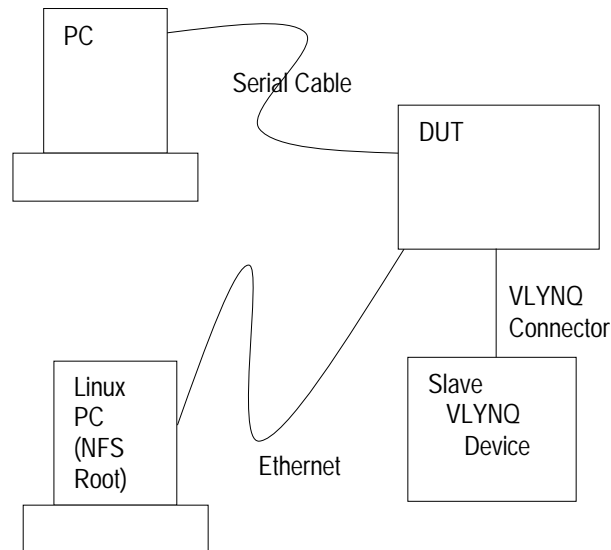 PC
Serial Cable
DUT
VLYNQ
Connector
Linux
PC
(NFS
Root)
Ethernet
Slave
VLYNQ
Device